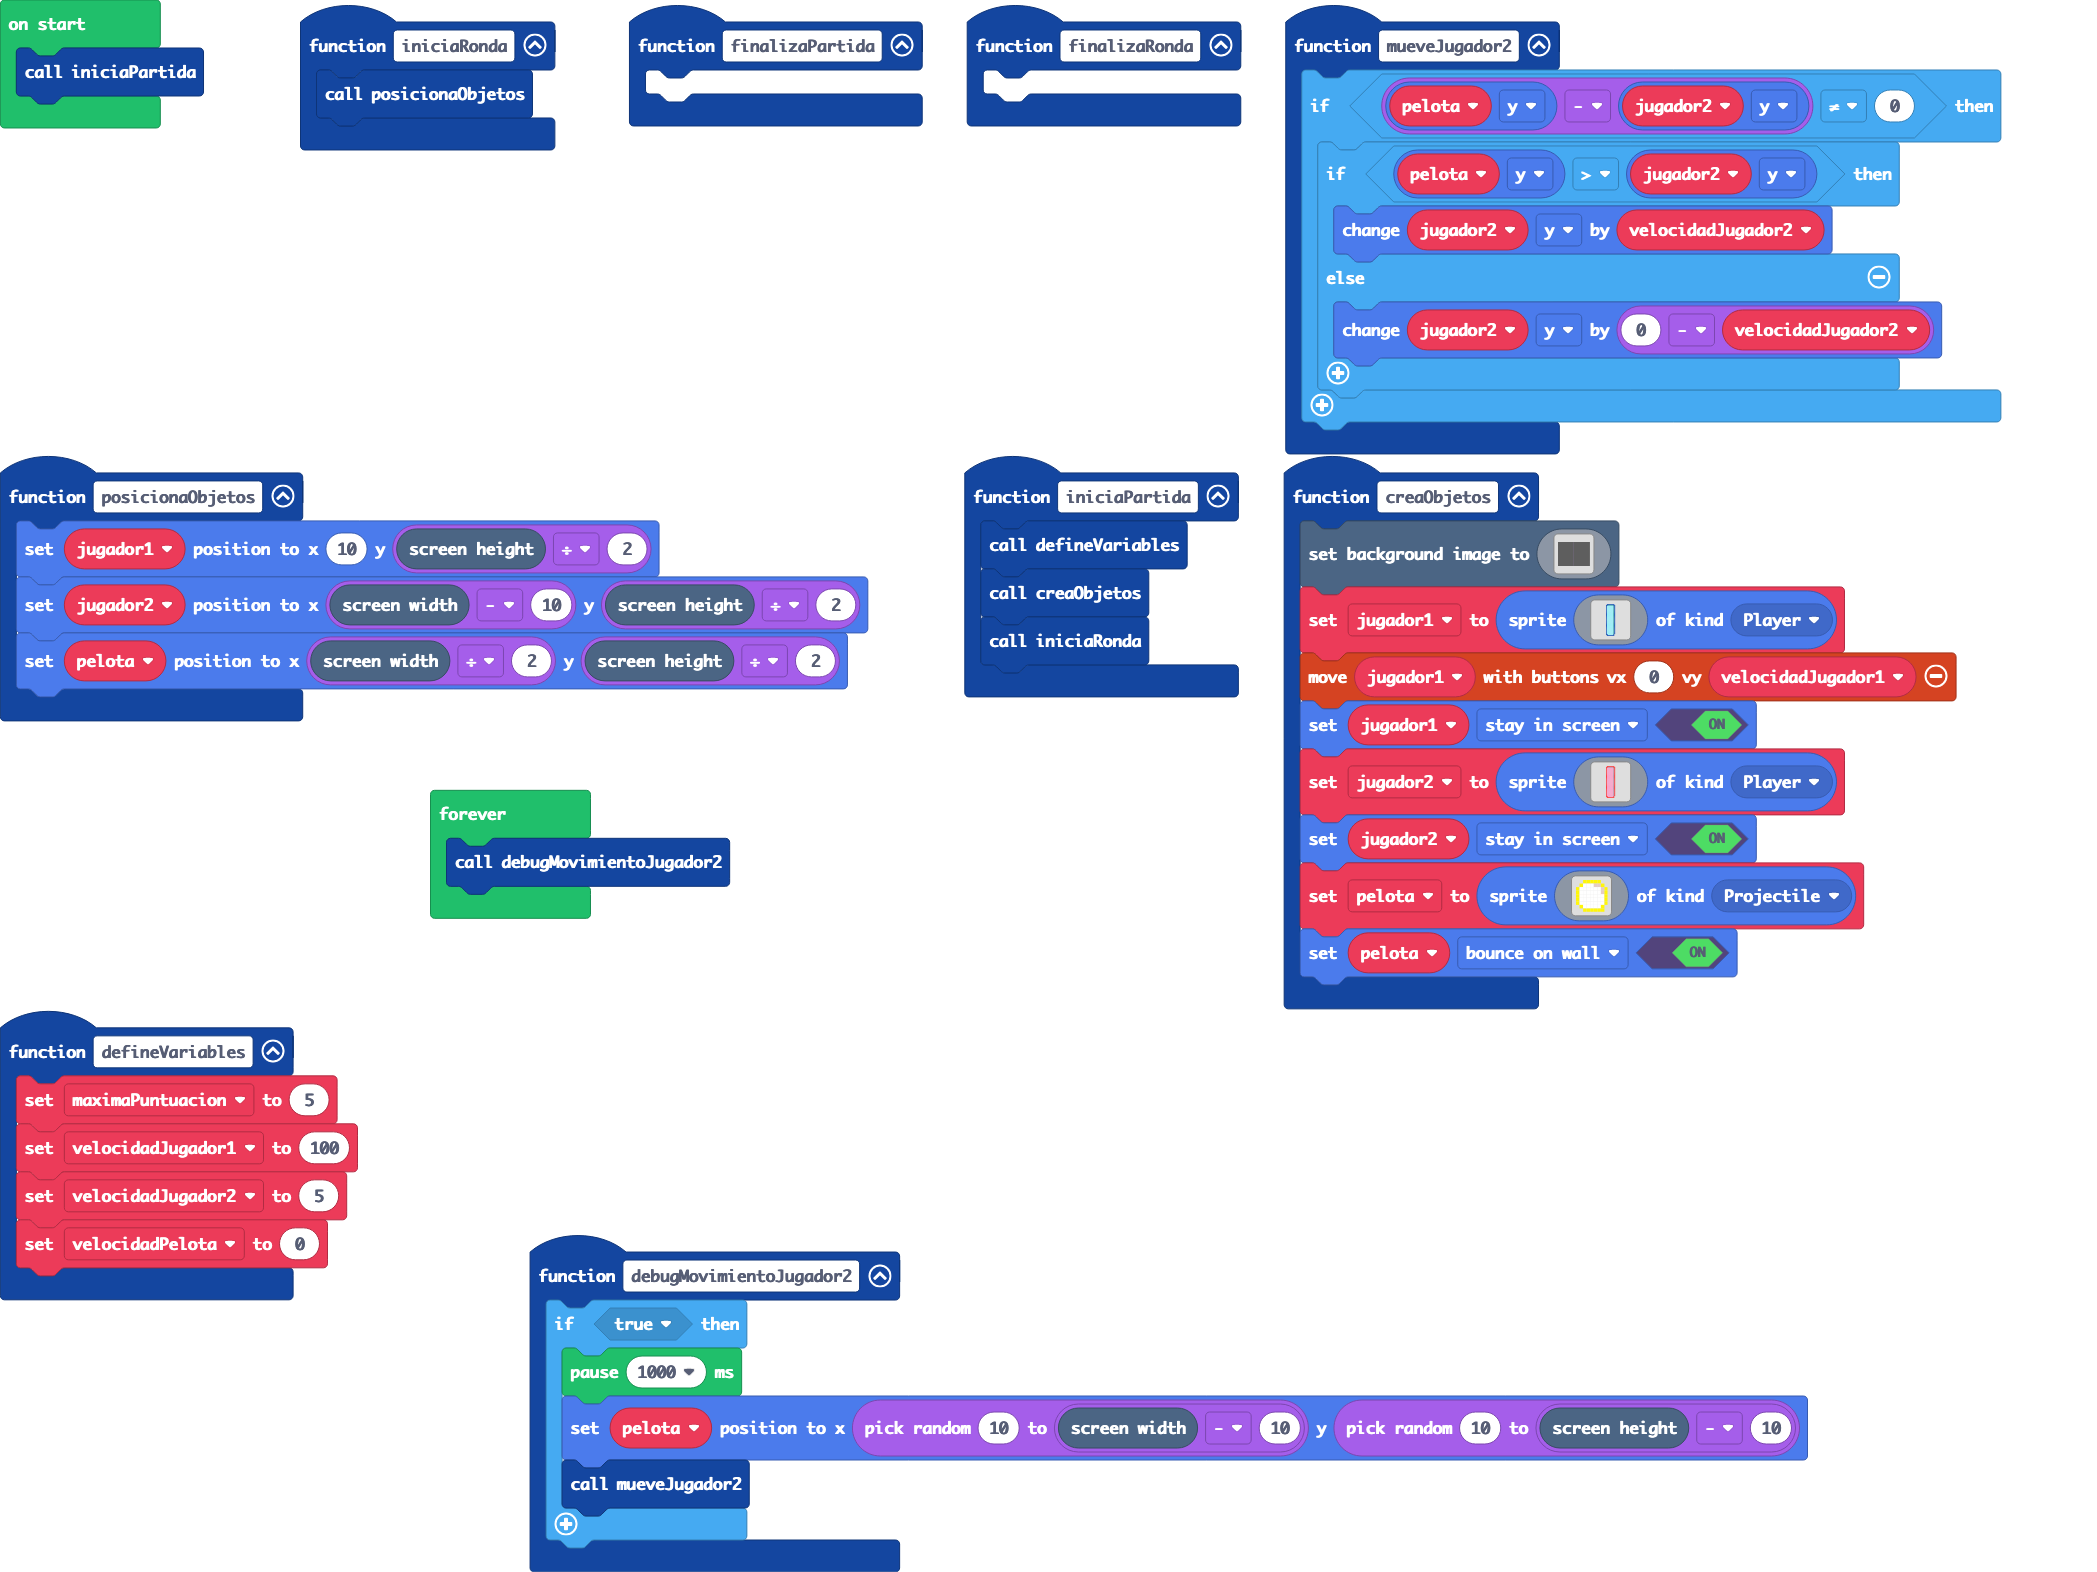 on start
call iniciaPartida
function iniciaRonda
call posicionaObjetos
function finalizaPartida
function finalizaRonda
function mueveJugador2
if pelota y - jugador2 y ≠ 0 then
if pelota y > jugador2 y then
change jugador2 y by velocidadJugador2
else
change jugador2 y by 0 - velocidadJugador2
function posicionaObjetos
set jugador1 position to x 10 y screen height ÷ 2
set jugador2 position to x screen width - 10 y screen height ÷ 2
set pelota position to x screen width ÷ 2 y screen height ÷ 2
function iniciaPartida
call defineVariables
call creaObjetos
call iniciaRonda
function creaObjetos
set background image to
set jugador1 to sprite of kind Player
move jugador1 with buttons vx 0 vy velocidadJugador1
set jugador1 stay in screen ON
set jugador2 to sprite of kind Player
set jugador2 stay in screen ON
set pelota to sprite of kind Projectile
set pelota bounce on wall ON
forever
call debugMovimientoJugador2
function defineVariables
set maximaPuntuacion to 5
set velocidadJugador1 to 100
set velocidadJugador2 to 5
set velocidadPelota to 0
function debugMovimientoJugador2
if true then
pause 1000 ms
set pelota position to x pick random 10 to screen width - 10 y pick random 10 to screen height - 10
call mueveJugador2